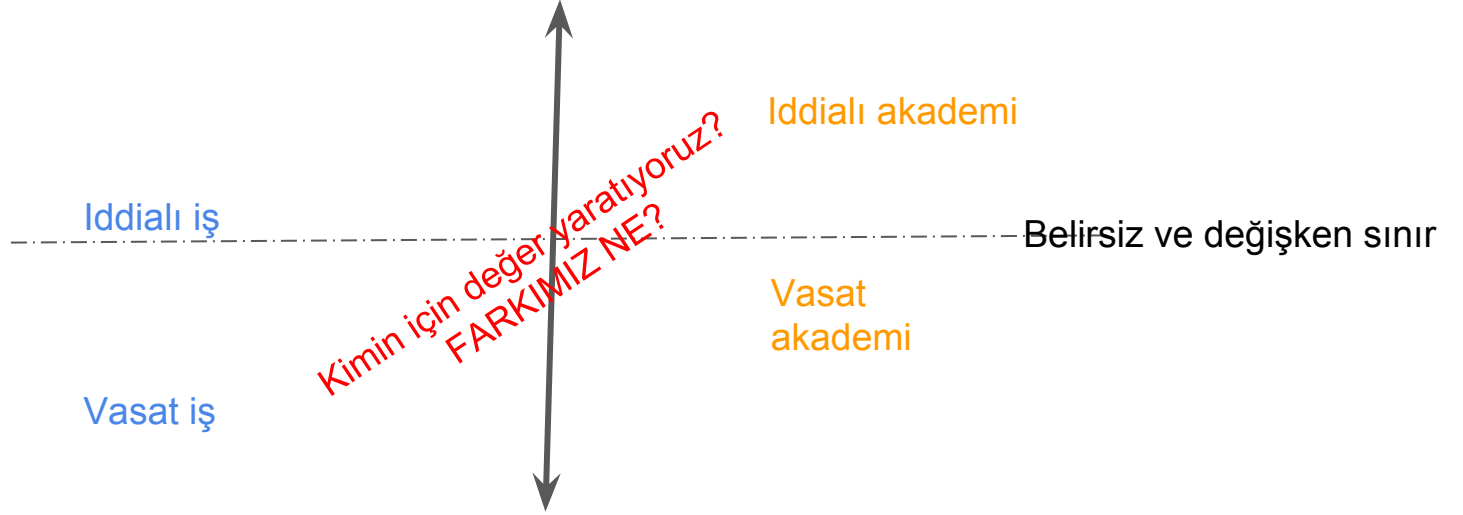 Iddialı akademi
Kimin için değer yaratıyoruz?
FARKIMIZ NE?
Iddialı iş
Belirsiz ve değişken sınır
Vasat
akademi
Vasat iş